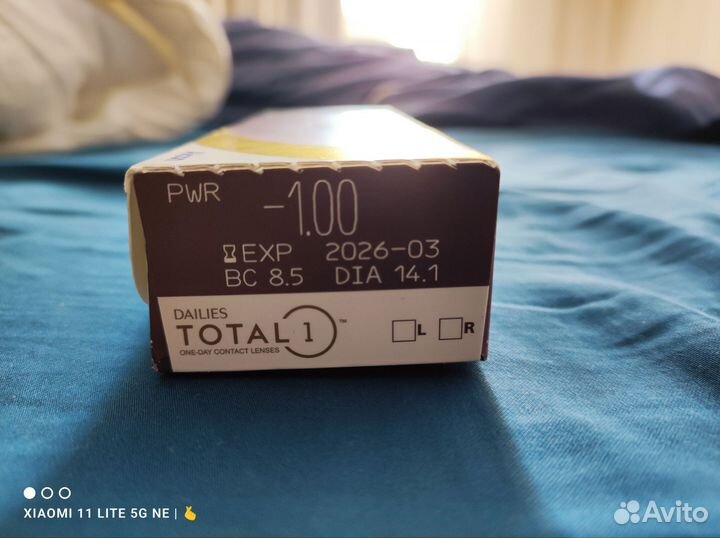 PWR -1.00
EXP 2026-03
BC 8.5 DIA 14.1
DAILIES
TOTAL 1 ™
ONE-DAY CONTACT LENSES
L R
XIAOMI 11 LITE 5G NE |
Avito